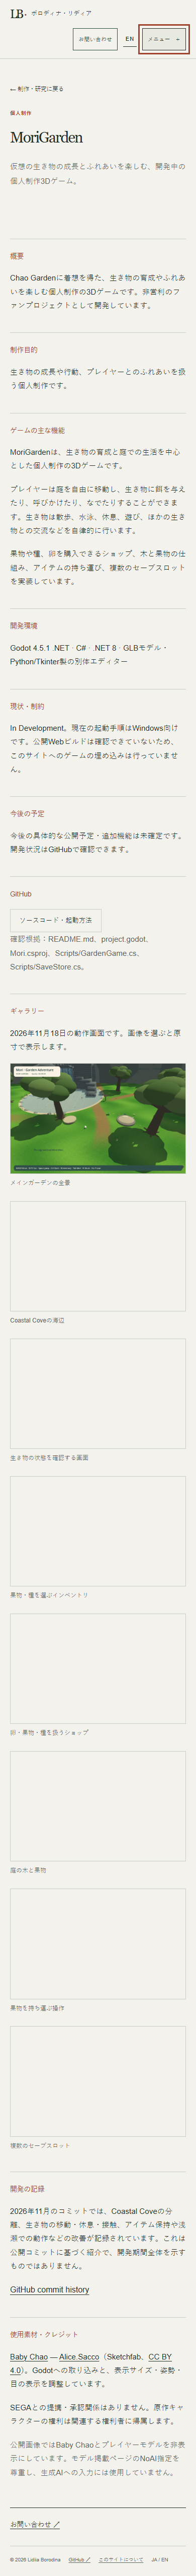 LB. ボロディナ・リディア
お問い合わせ EN メニュー
← 制作・研究に戻る
個人制作
MoriGarden
仮想の生き物の成長とふれあいを楽しむ、開発中の
個人制作3Dゲーム。
概要
Chao Gardenに着想を得た、生き物の育成やふれあ
いを楽しむ個人制作の3Dゲームです。非営利のフ
ァンプロジェクトとして開発しています。
制作目的
生き物の成長や行動、プレイヤーとのふれあいを扱
う個人制作です。
ゲームの主な機能
MoriGardenは、生き物の育成と庭での生活を中心
とした個人制作の3Dゲームです。
プレイヤーは庭を自由に移動し、生き物に餌を与え
たり、呼びかけたり、なでたりすることができま
す。生き物は散歩、水泳、休息、遊び、ほかの生き
物との交流などを自律的に行います。
果物や種、卵を購入できるショップ、木と果物の仕
組み、アイテムの持ち運び、複数のセーブスロット
を実装しています。
開発環境
Godot 4.5.1 .NET · C# · .NET 8 · GLBモデル ·
Python/Tkinter製の別体エディター
現状・制約
In Development。現在の起動手順はWindows向け
です。公開Webビルドは確認できていないため、
このサイトへのゲームの埋め込みは行っていませ
ん。
今後の予定
今後の具体的な公開予定・追加機能は未確定です。
開発状況はGitHubで確認できます。
GitHub
ソースコード・起動方法
確認根拠：README.md、project.godot、
Mori.csproj、Scripts/GardenGame.cs、
Scripts/SaveStore.cs。
ギャラリー
2026年11月18日の動作画面です。画像を選ぶと原
寸で表示します。
メインガーデンの全景
Coastal Coveの海辺
生き物の状態を確認する画面
果物・種を選ぶインベントリ
卵・果物・種を扱うショップ
庭の木と果物
果物を持ち運ぶ操作
複数のセーブスロット
開発の記録
2026年11月のコミットでは、Coastal Coveの分
離、生き物の移動・休息・接触、アイテム保持や浅
瀬での動作などの改善が記録されています。これは
公開コミットに基づく紹介で、開発期間全体を示す
ものではありません。
GitHub commit history
使用素材・クレジット
Baby Chao — Alice.Sacco（Sketchfab、CC BY
4.0）。Godotへの取り込みと、表示サイズ・姿勢・
目の表示を調整しています。
SEGAとの提携・承認関係はありません。原作キャ
ラクターの権利は関連する権利者に帰属します。
公開画像ではBaby Chaoとプレイヤーモデルを非表
示にしています。モデル掲載ページのNoAI指定を
尊重し、生成AIへの入力には使用していません。
お問い合わせ ↗
© 2026 Lidiia Borodina GitHub ↗ このサイトについて JA / EN